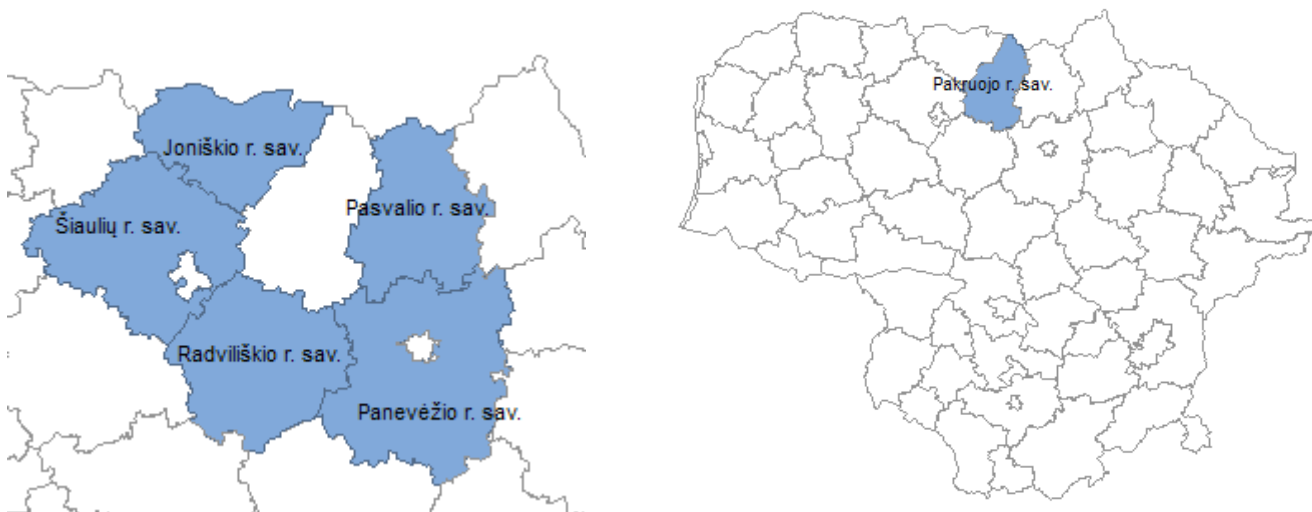 Joniškio r. sav.
Pasvalio r. sav.
Šiaulių r. sav.
Radviliškio r. sav.
Panevėžio r. sav.
Pakruojo r. sav.